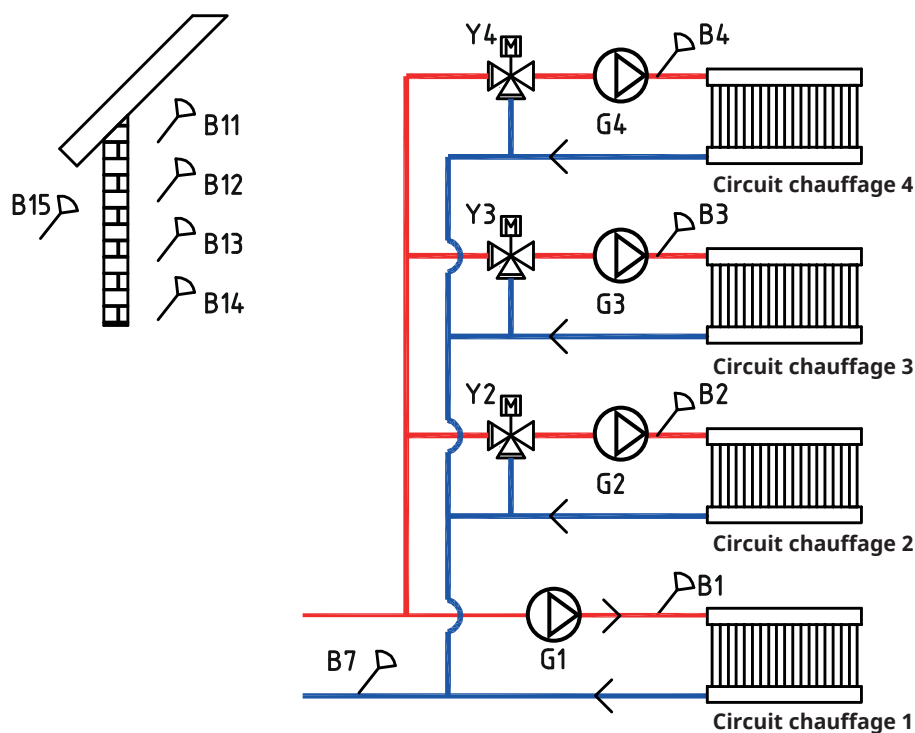 Y4
M
B4
B11
G4
B12
Circuit chauffage 4
B15
Y3
M
B3
B13
B14
G3
Circuit chauffage 3
Y2
M
B2
G2
Circuit chauffage 2
B1
G1
B7
Circuit chauffage 1